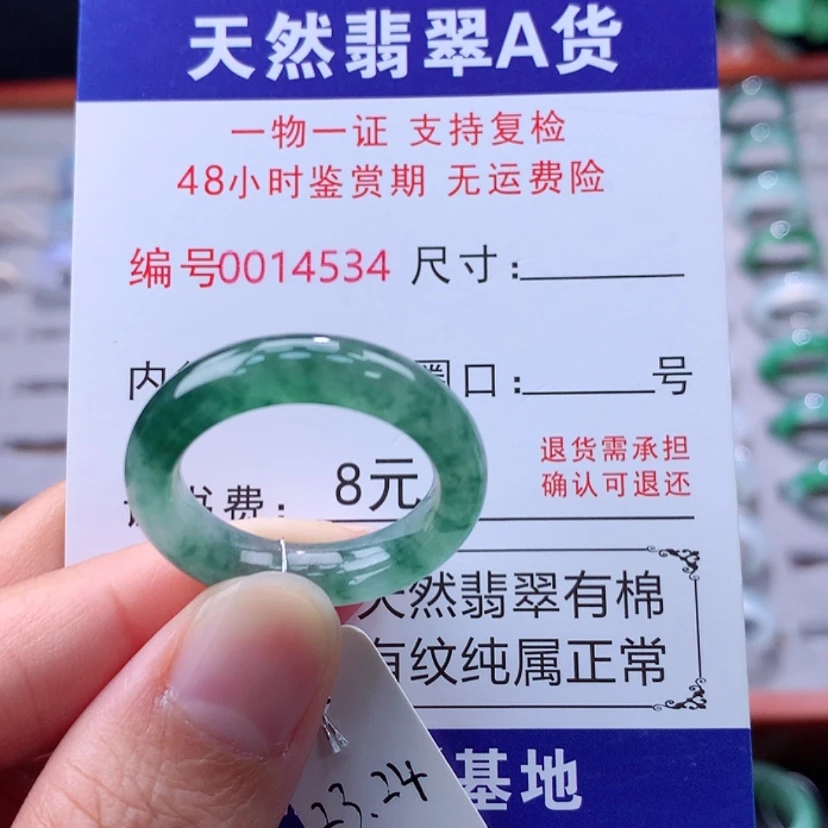 天然翡翠A货
一物一证 支持复检
48小时鉴赏期 无运费险
编号0014534 尺寸:
内 圈口: 号
退货需承担
书费: 8元 确认可退还
天然翡翠有棉
有纹纯属正常
基地
23.24